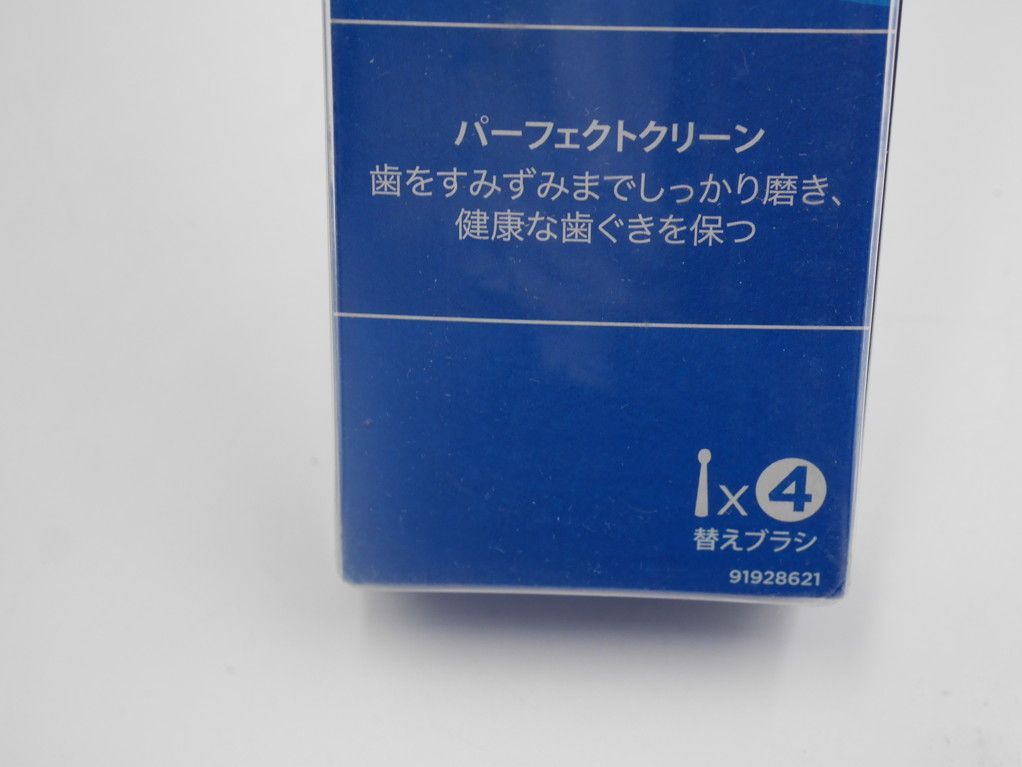 パーフェクトクリーン
歯をすみずみまでしっかり磨き、
健康な歯ぐきを保つ
x4
替えブラシ
91928621